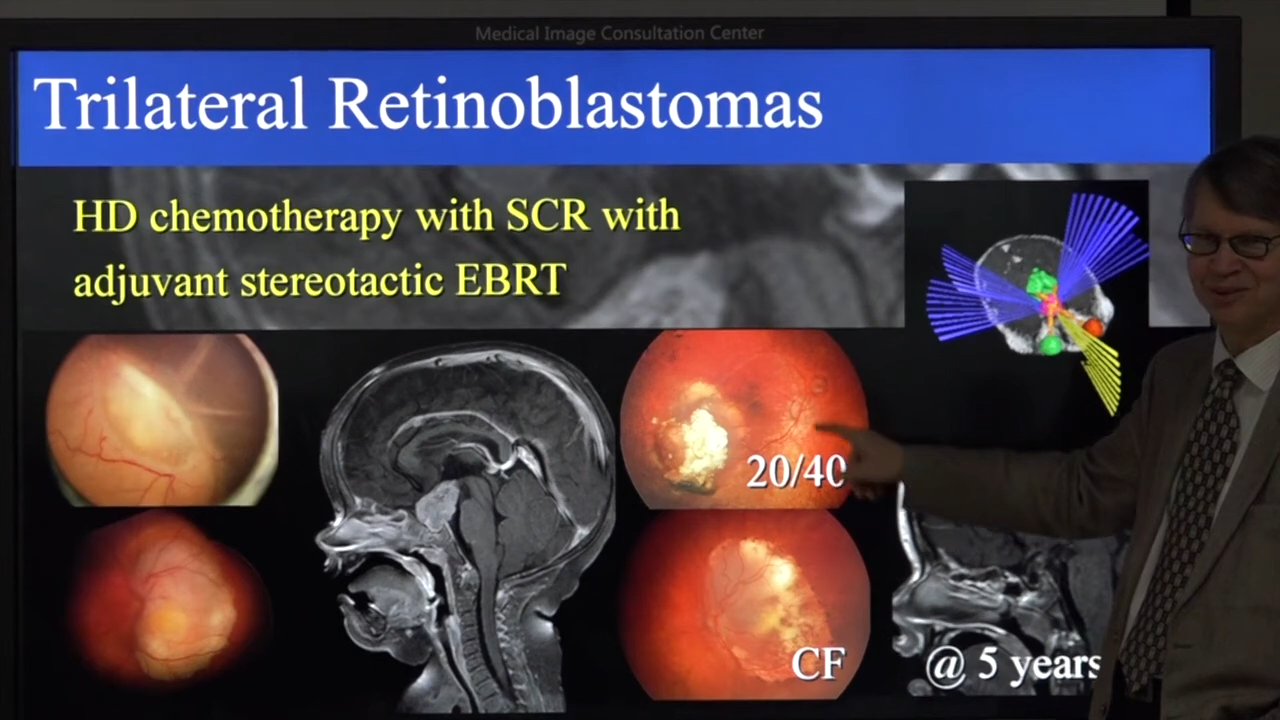 Medical Image Consultation Center
Trilateral Retinoblastomas
HD chemotherapy with SCR with
adjuvant stereotactic EBRT
20/40
CF
@ 5 years